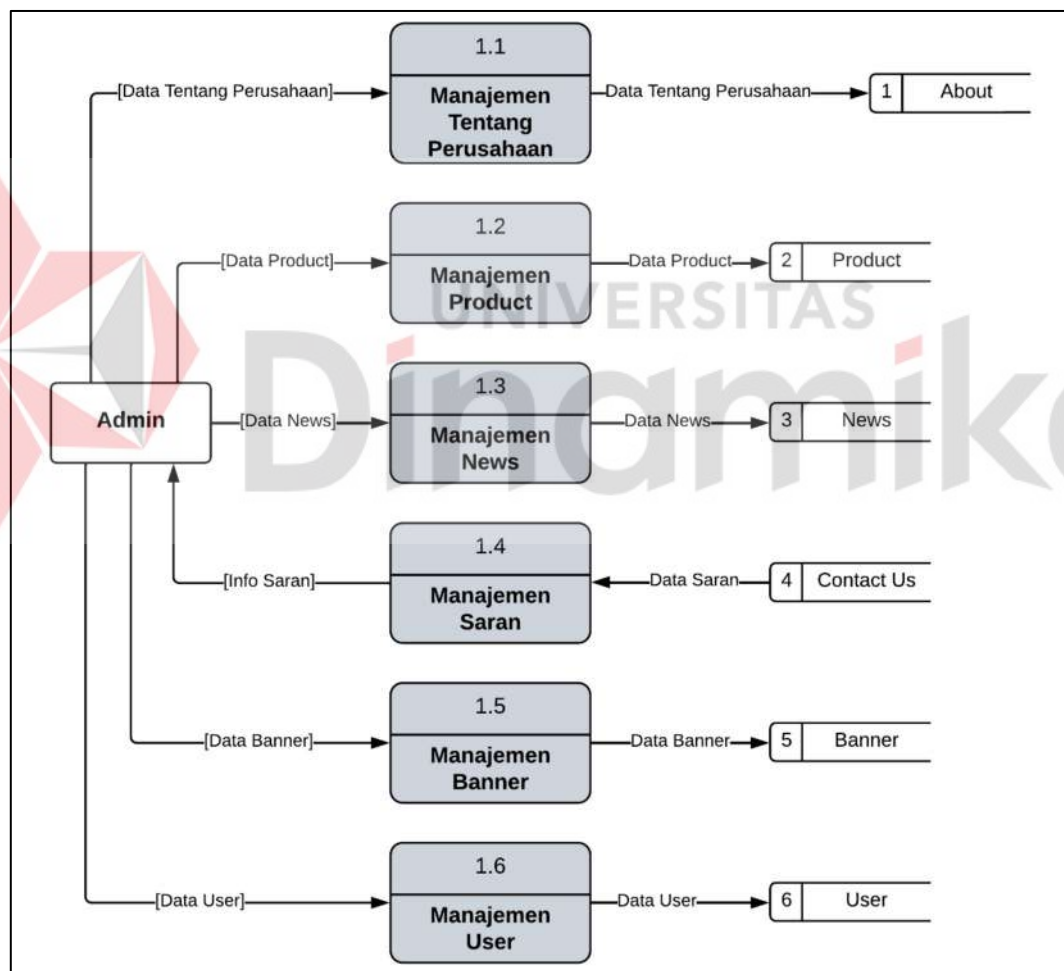 1.1
[Data Tentang Perusahaan]
Manajemen
Tentang
Perusahaan
Data Tentang Perusahaan
1 About
1.2
[Data Product]
Manajemen
Product
Data Product
2 Product
UNIVERSITAS
Dinamika
Admin
1.3
[Data News]
Manajemen
News
Data News
3 News
1.4
[Info Saran]
Manajemen
Saran
Data Saran
4 Contact Us
1.5
[Data Banner]
Manajemen
Banner
Data Banner
5 Banner
1.6
[Data User]
Manajemen
User
Data User
6 User